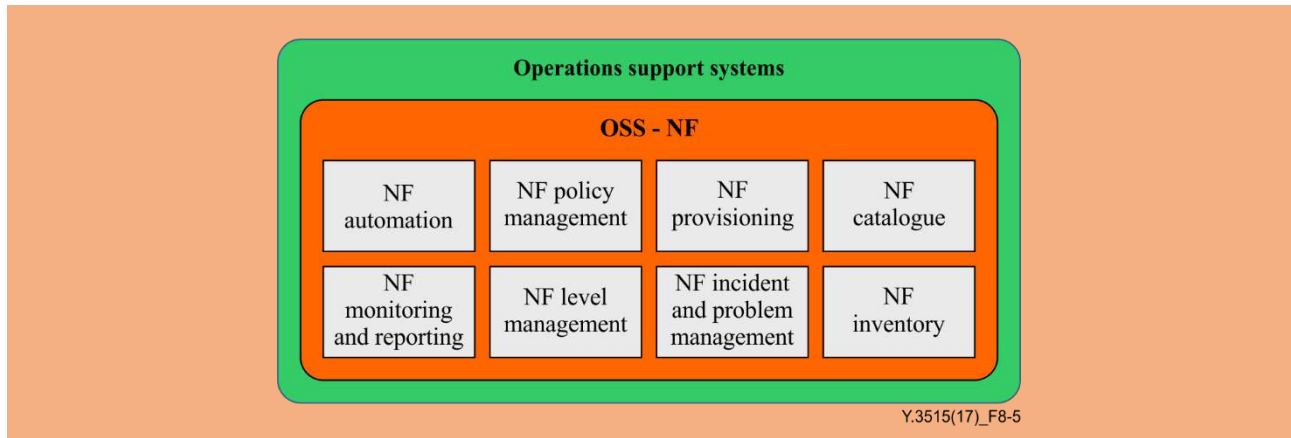 Operations support systems
OSS - NF
NF
automation
NF policy
management
NF
provisioning
NF
catalogue
NF
monitoring
and reporting
NF level
management
NF incident
and problem
management
NF
inventory
Y.3515(17)_F8-5